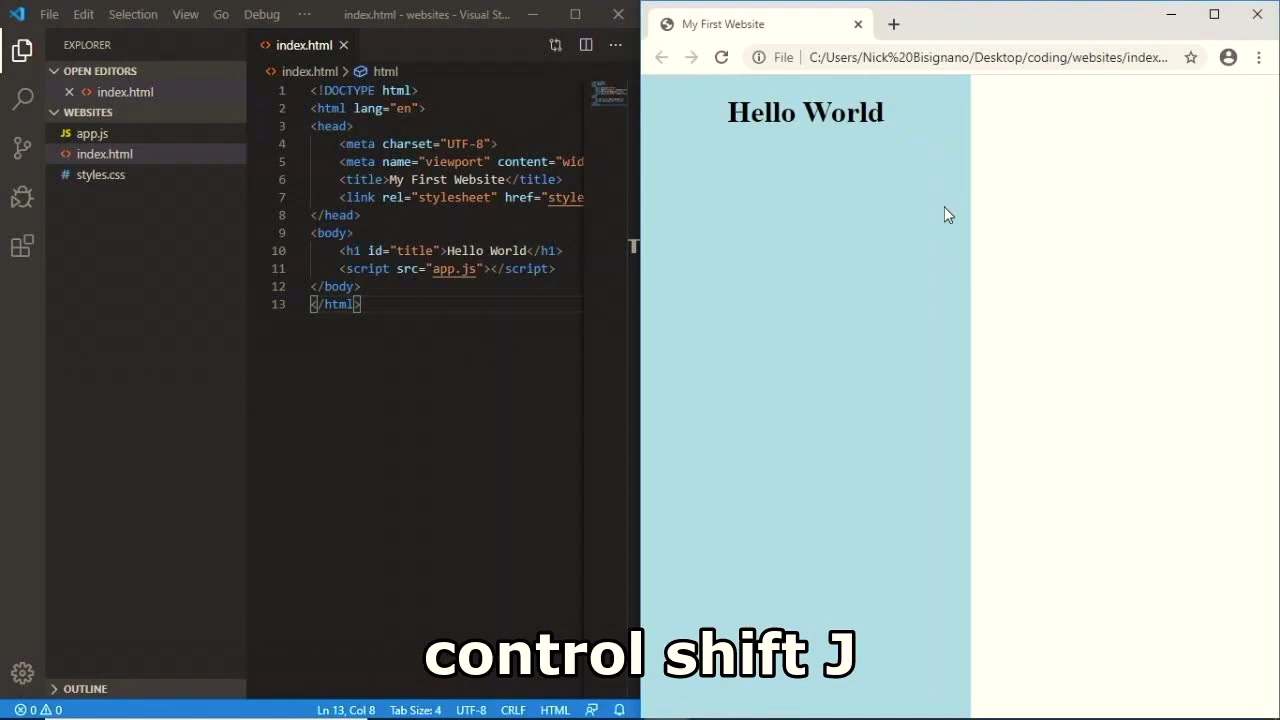 File Edit Selection View Go Debug ··· index.html - websites - Visual St...
EXPLORER
OPEN EDITORS
index.html
WEBSITES
app.js
index.html
styles.css
OUTLINE
index.html
index.html > html
1 <!DOCTYPE html>
2 <html lang="en">
3 <head>
4 <meta charset="UTF-8">
5 <meta name="viewport" content="wid
6 <title>My First Website</title>
7 <link rel="stylesheet" href="style
8 </head>
9 <body>
10 <h1 id="title">Hello World</h1>
11 <script src="app.js"></script>
12 </body>
13 </html>
0 0 Ln 13, Col 8 Tab Size: 4 UTF-8 CRLF HTML
My First Website
File C:/Users/Nick%20Bisignano/Desktop/coding/websites/index...
Hello World
control shift J